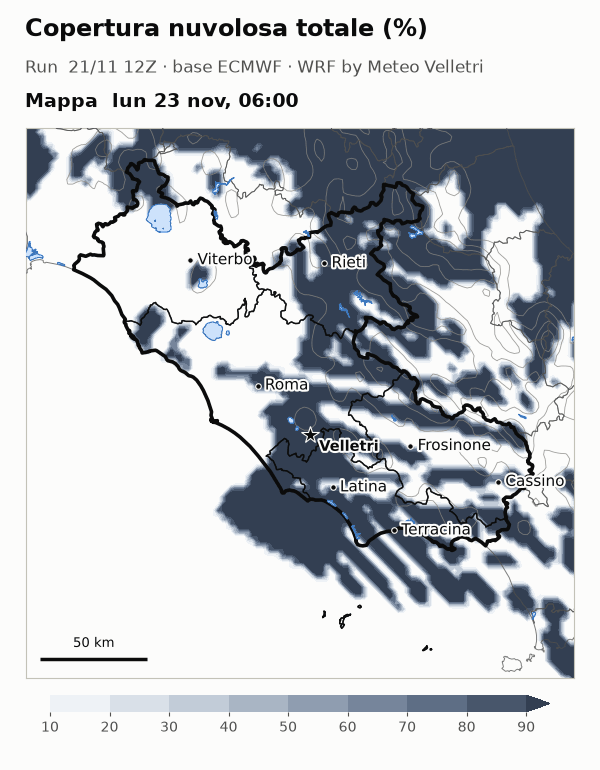 Copertura nuvolosa totale (%)
Run  21/11 12Z · base ECMWF · WRF by Meteo Velletri
Mappa  lun 23 nov, 06:00
Viterbo
Rieti
Roma
Velletri
Frosinone
Latina
Cassino
Terracina
50 km
10 20 30 40 50 60 70 80 90